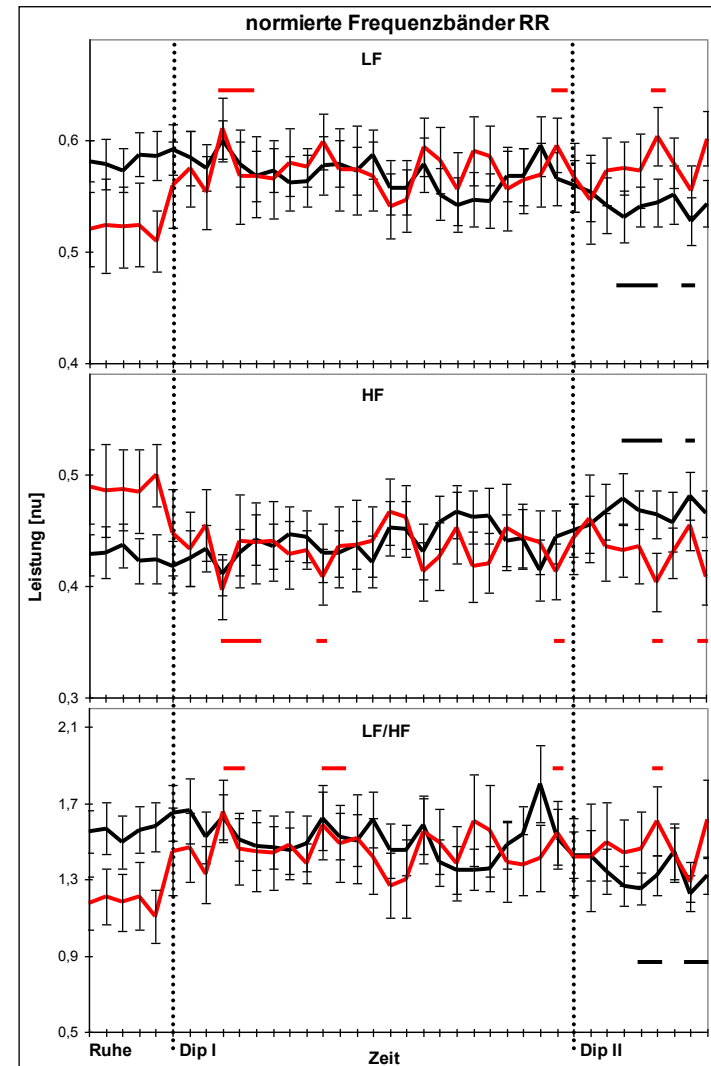 normierte Frequenzbänder RR
LF
0,6
0,5
0,4
HF
0,5
0,4
0,3
Leistung [nu]
LF/HF
2,1
1,7
1,3
0,9
0,5
Ruhe Dip I Zeit Dip II